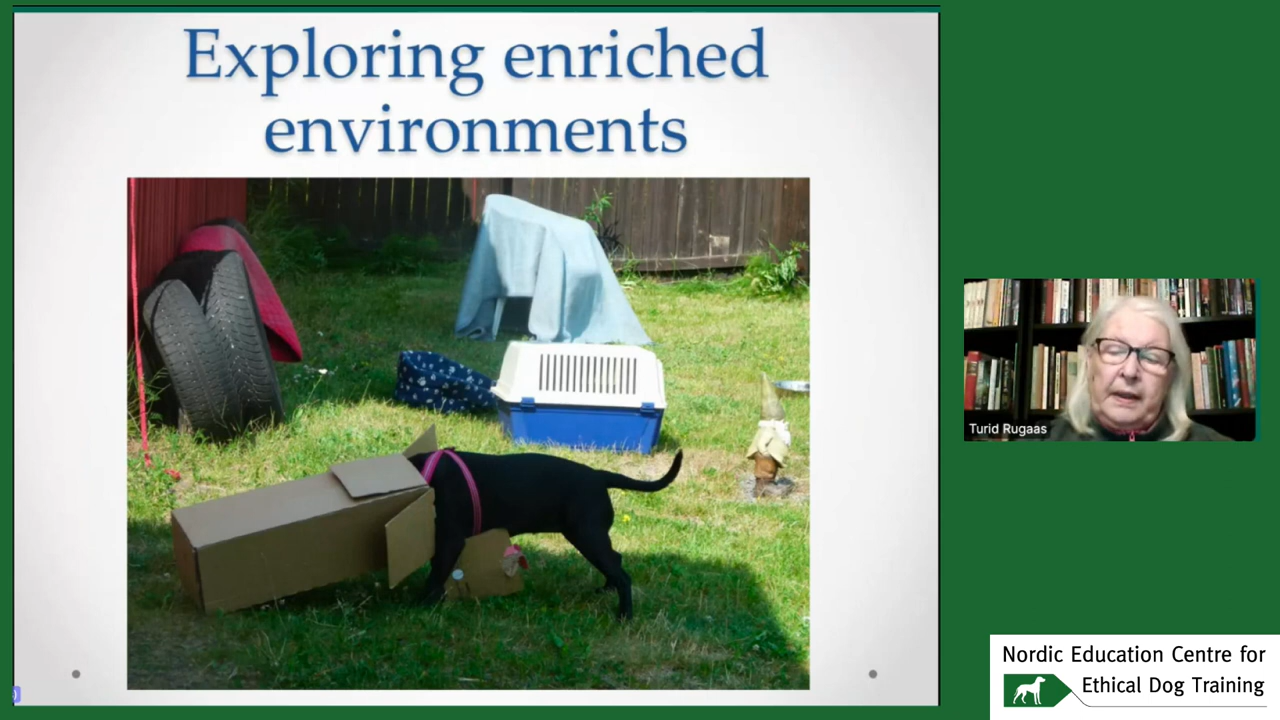 Exploring enriched
environments
Turid Rugaas
Nordic Education Centre for
Ethical Dog Training